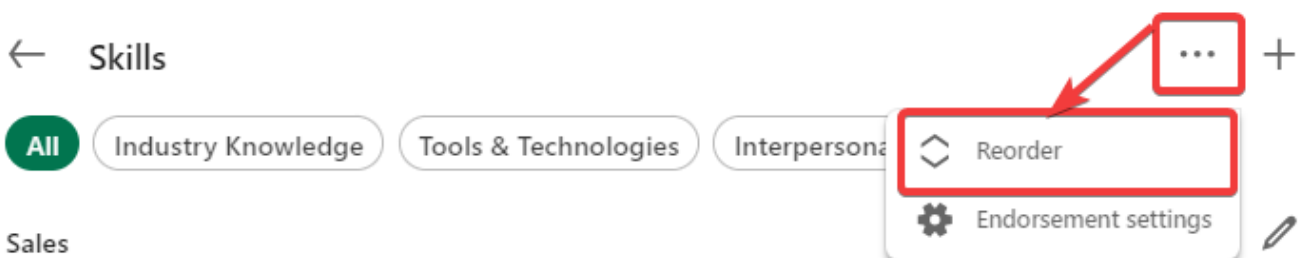 Skills
All Industry Knowledge Tools & Technologies Interpersona
Reorder
Endorsement settings
Sales